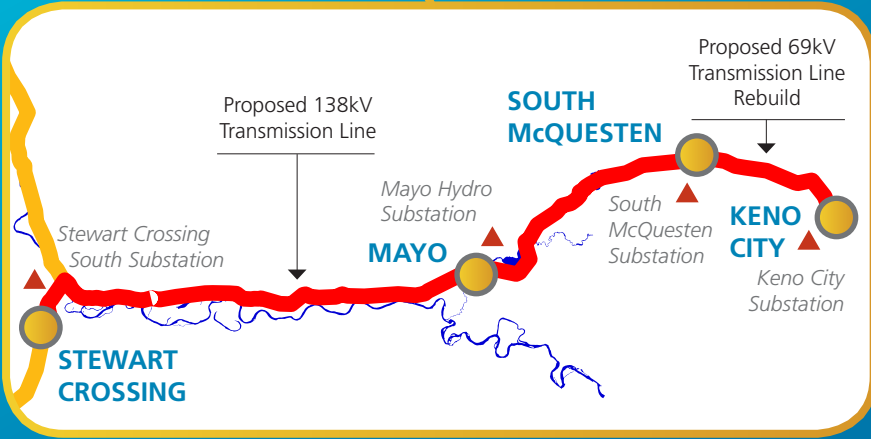 Proposed 69kV
Transmission Line
Rebuild
SOUTH
McQUESTEN
Proposed 138kV
Transmission Line
Mayo Hydro
Substation
South
McQuesten
Substation
KENO
CITY
Stewart Crossing
South Substation
MAYO
Keno City
Substation
STEWART
CROSSING